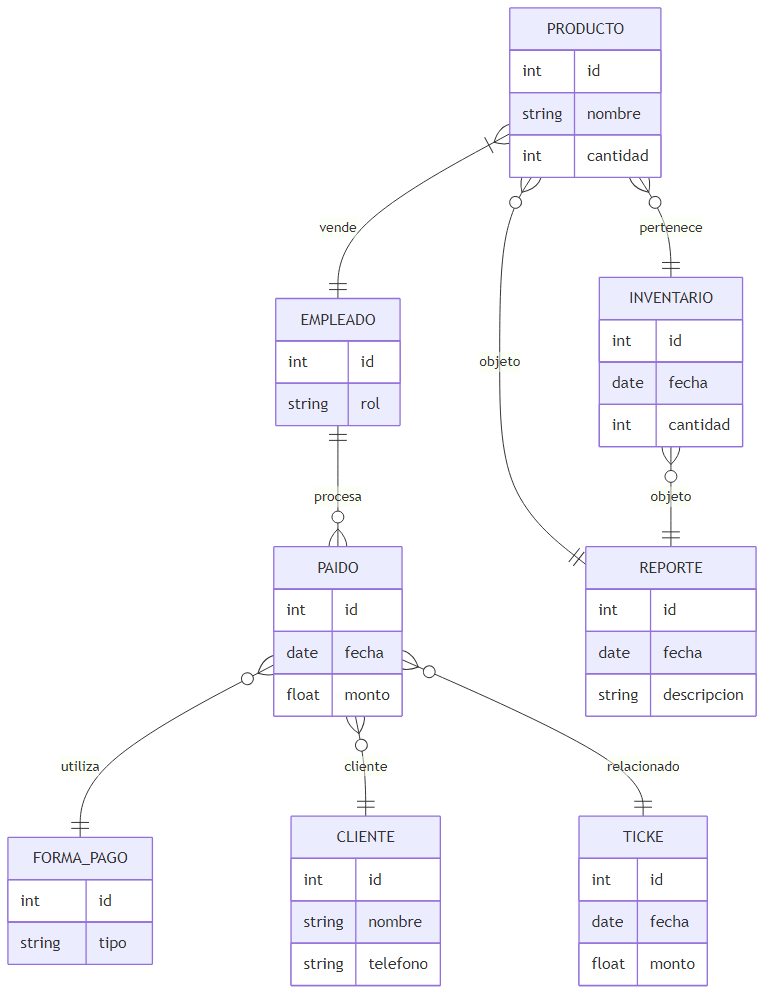 PRODUCTO
int id
string nombre
int cantidad
vende
pertenece
INVENTARIO
int id
date fecha
int cantidad
EMPLEADO
int id
string rol
objeto
procesa
objeto
PAIDO
int id
date fecha
float monto
REPORTE
int id
date fecha
string descripcion
utiliza
cliente
relacionado
FORMA_PAGO
int id
string tipo
CLIENTE
int id
string nombre
string telefono
TICKE
int id
date fecha
float monto